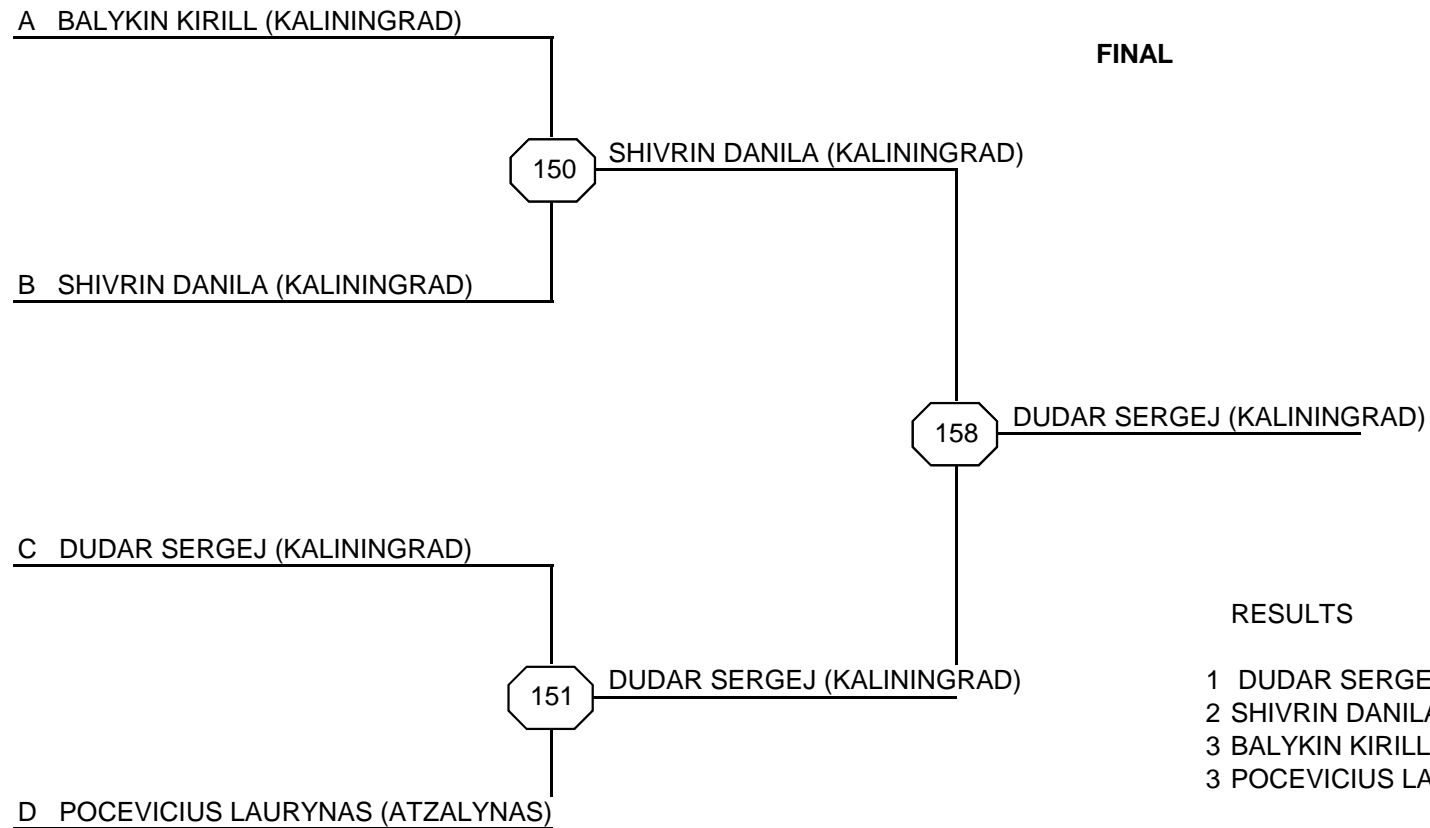 A BALYKIN KIRILL (KALININGRAD)
FINAL
150
SHIVRIN DANILA (KALININGRAD)
B SHIVRIN DANILA (KALININGRAD)
158
DUDAR SERGEJ (KALININGRAD)
C DUDAR SERGEJ (KALININGRAD)
RESULTS
151
DUDAR SERGEJ (KALININGRAD)
1 DUDAR SERGE
2 SHIVRIN DANILA
3 BALYKIN KIRILL
3 POCEVICIUS LA
D POCEVICIUS LAURYNAS (ATZALYNAS)